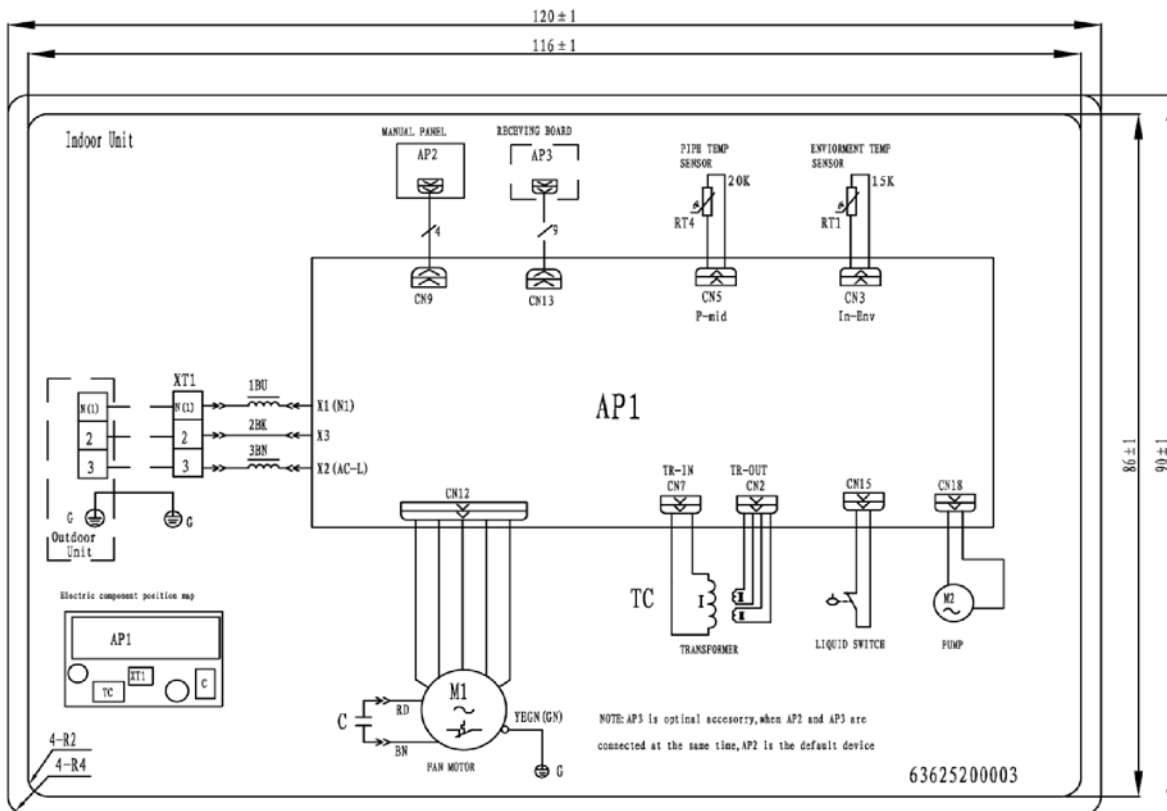 120±1
116±1
Indoor Unit
MANUAL PANEL
AP2
RECEVING BOARD
AP3
PIPE TEMP
SENSOR
20K
RT4
ENVIORMENT TEMP
SENSOR
15K
RT1
4
9
CN9
CN13
CN5
P-mid
CN3
In-Env
AP1
XT1
N(1)
2
3
N(1)
2
3
1BU
2BK
3BN
X1(N1)
X3
X2(AC-L)
G
G
Outdoor
Unit
86±1
90±1
CN12
TR-IN
CN7
TR-OUT
CN2
CN15
CN18
TC
TRANSFORMER
LIQUID SWITCH
M2
PUMP
Electric component position map
AP1
XT1
TC
C
C
RD
BN
M1
FAN MOTOR
YEGN(GN)
G
NOTE:AP3 is optinal accesorry,when AP2 and AP3 are
connected at the same time,AP2 is the default device
63625200003
4-R2
4-R4